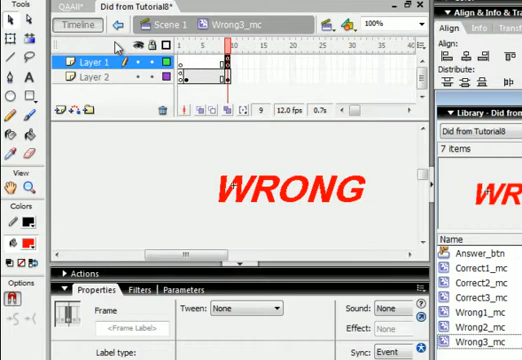 Tools
QAAII*
Did from Tutorial8*
Timeline
Scene 1
Wrong3_mc
100%
Align & Info & Tra
Align
Info
Trans
Align:
Distribute:
1 5 10 15 20 25 30 35 40
Layer 1
Layer 2
9
12.0 fps
0.7s
Library - Did from
Did from Tutorial8*
7 items
View
WRONG
Colors
Options
Actions
Properties
Filters
Parameters
Frame
<Frame Label>
Label type:
Tween:
None
Sound:
None
Effect:
None
Sync:
Event
Name
Answer_btn
Correct1_mc
Correct2_mc
Correct3_mc
Wrong1_mc
Wrong2_mc
Wrong3_mc